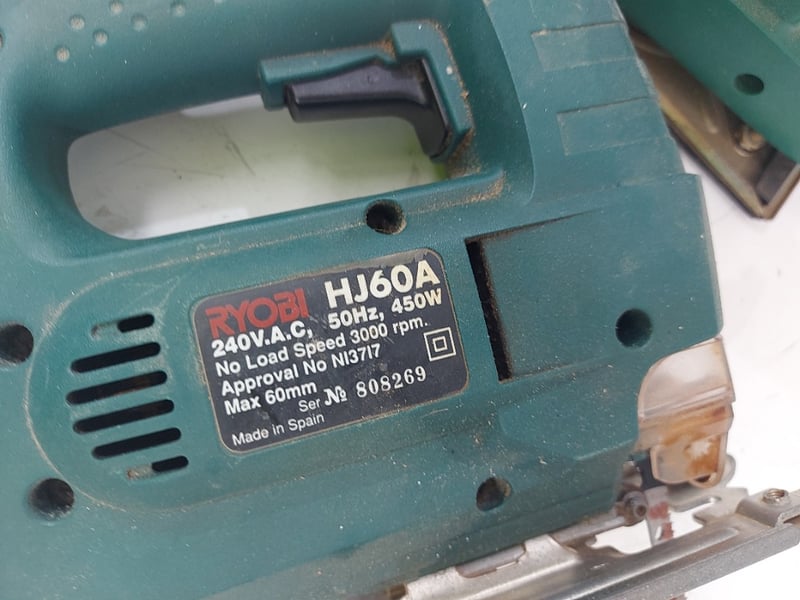 RYOBI HJ60A
240V.A.C, 50Hz, 450W
No Load Speed 3000 rpm.
Approval No NI3717
Max 60mm
Ser № 808269
Made in Spain